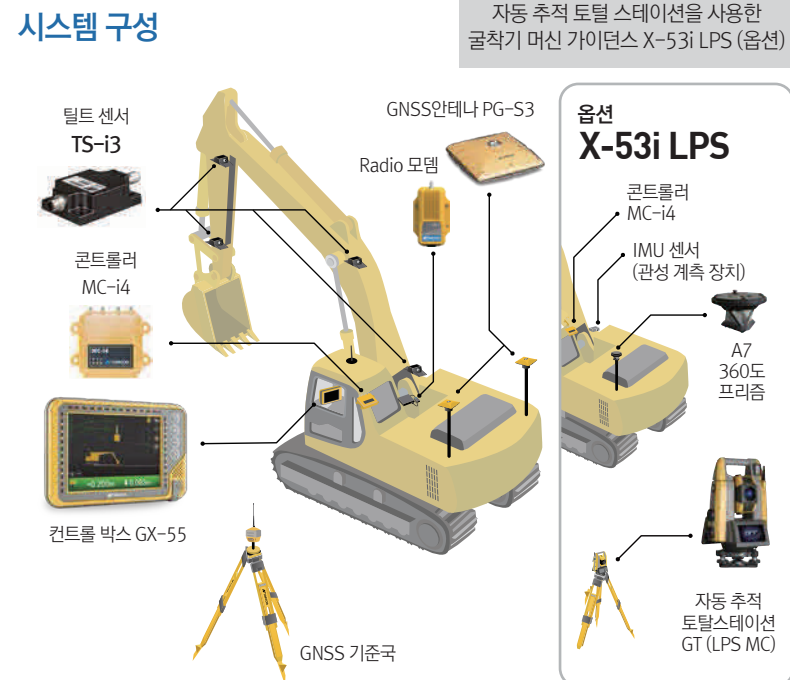 시스템 구성
자동 추적 토털 스테이션을 사용한
굴착기 머신 가이던스 X-53i LPS (옵션)
틸트 센서
TS-i3
GNSS안테나 PG-S3
Radio 모뎀
콘트롤러
MC-i4
컨트롤 박스 GX-55
GNSS 기준국
옵션
X-53i LPS
콘트롤러
MC-i4
IMU 센서
(관성 계측 장치)
A7
360도
프리즘
자동 추적
토탈스테이션
GT (LPS MC)